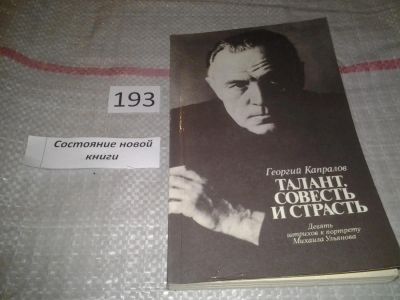 193
Состояние новой
книги
Георгий Капралов
ТАЛАНТ,
СОВЕСТЬ
И СТРАСТЬ
Девять
штрихов к портрету
Михаила Ульянова